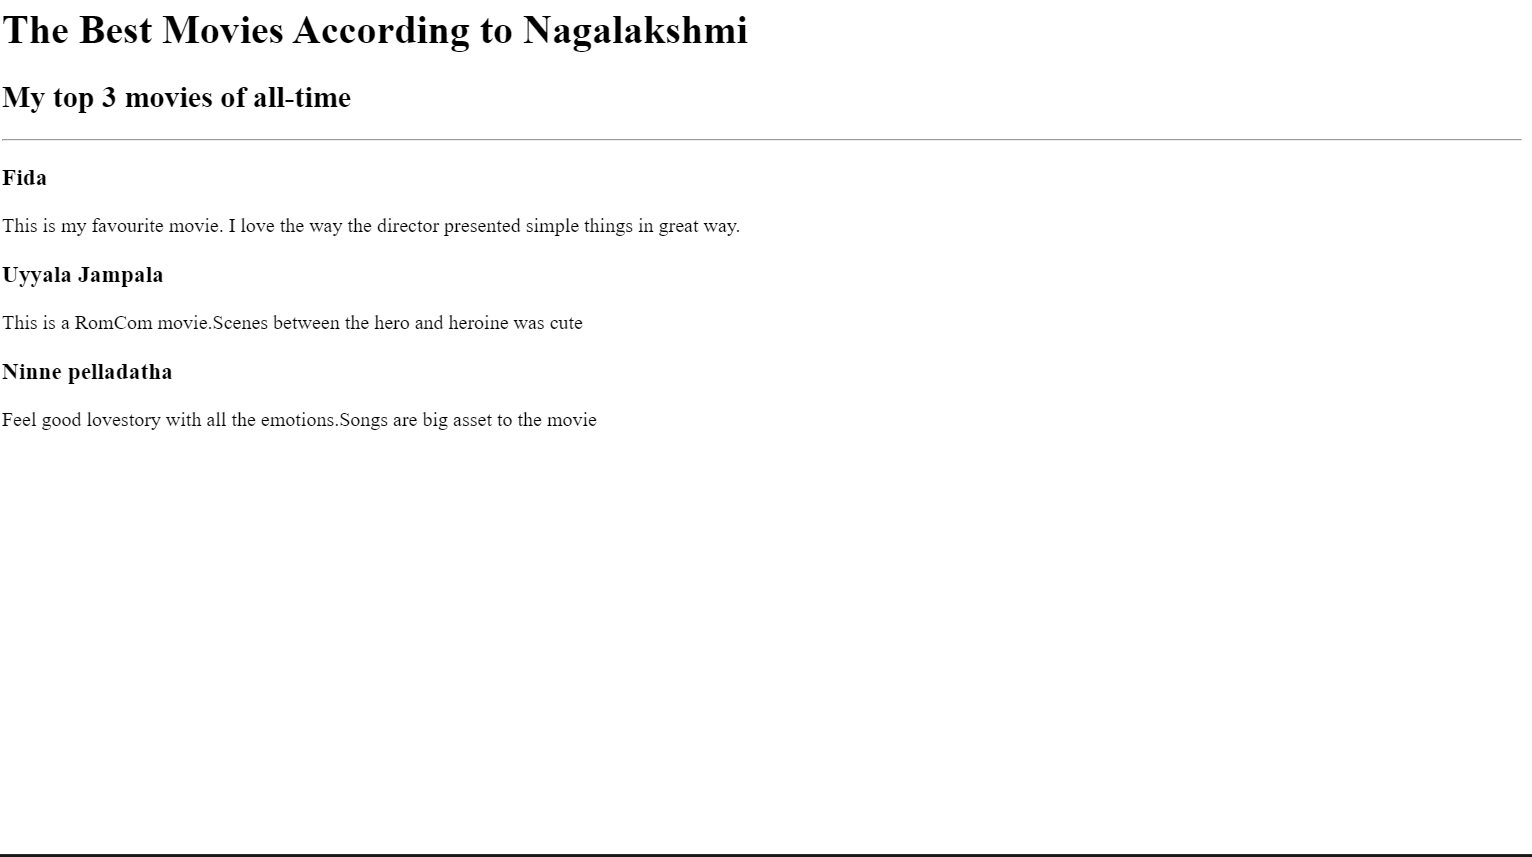 The Best Movies According to Nagalakshmi
My top 3 movies of all-time
Fida
This is my favourite movie. I love the way the director presented simple things in great way.
Uyyala Jampala
This is a RomCom movie.Scenes between the hero and heroine was cute
Ninne pelladatha
Feel good lovestory with all the emotions.Songs are big asset to the movie